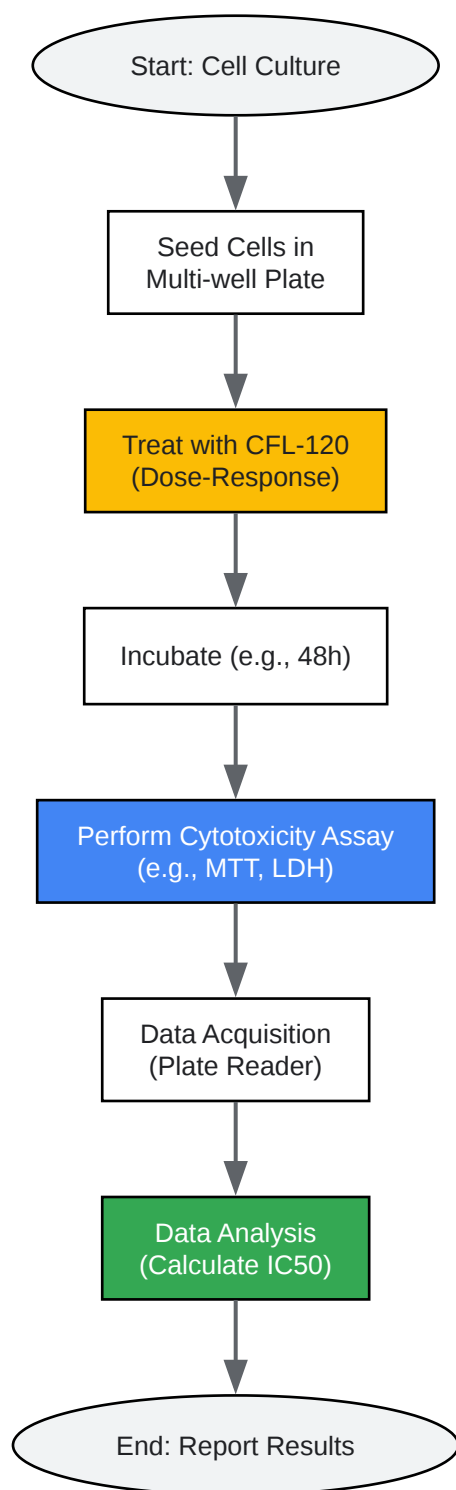 Start: Cell Culture
Seed Cells in
Multi-well Plate
Treat with CFL-120
(Dose-Response)
Incubate (e.g., 48h)
Perform Cytotoxicity Assay
(e.g., MTT, LDH)
Data Acquisition
(Plate Reader)
Data Analysis
(Calculate IC50)
End: Report Results